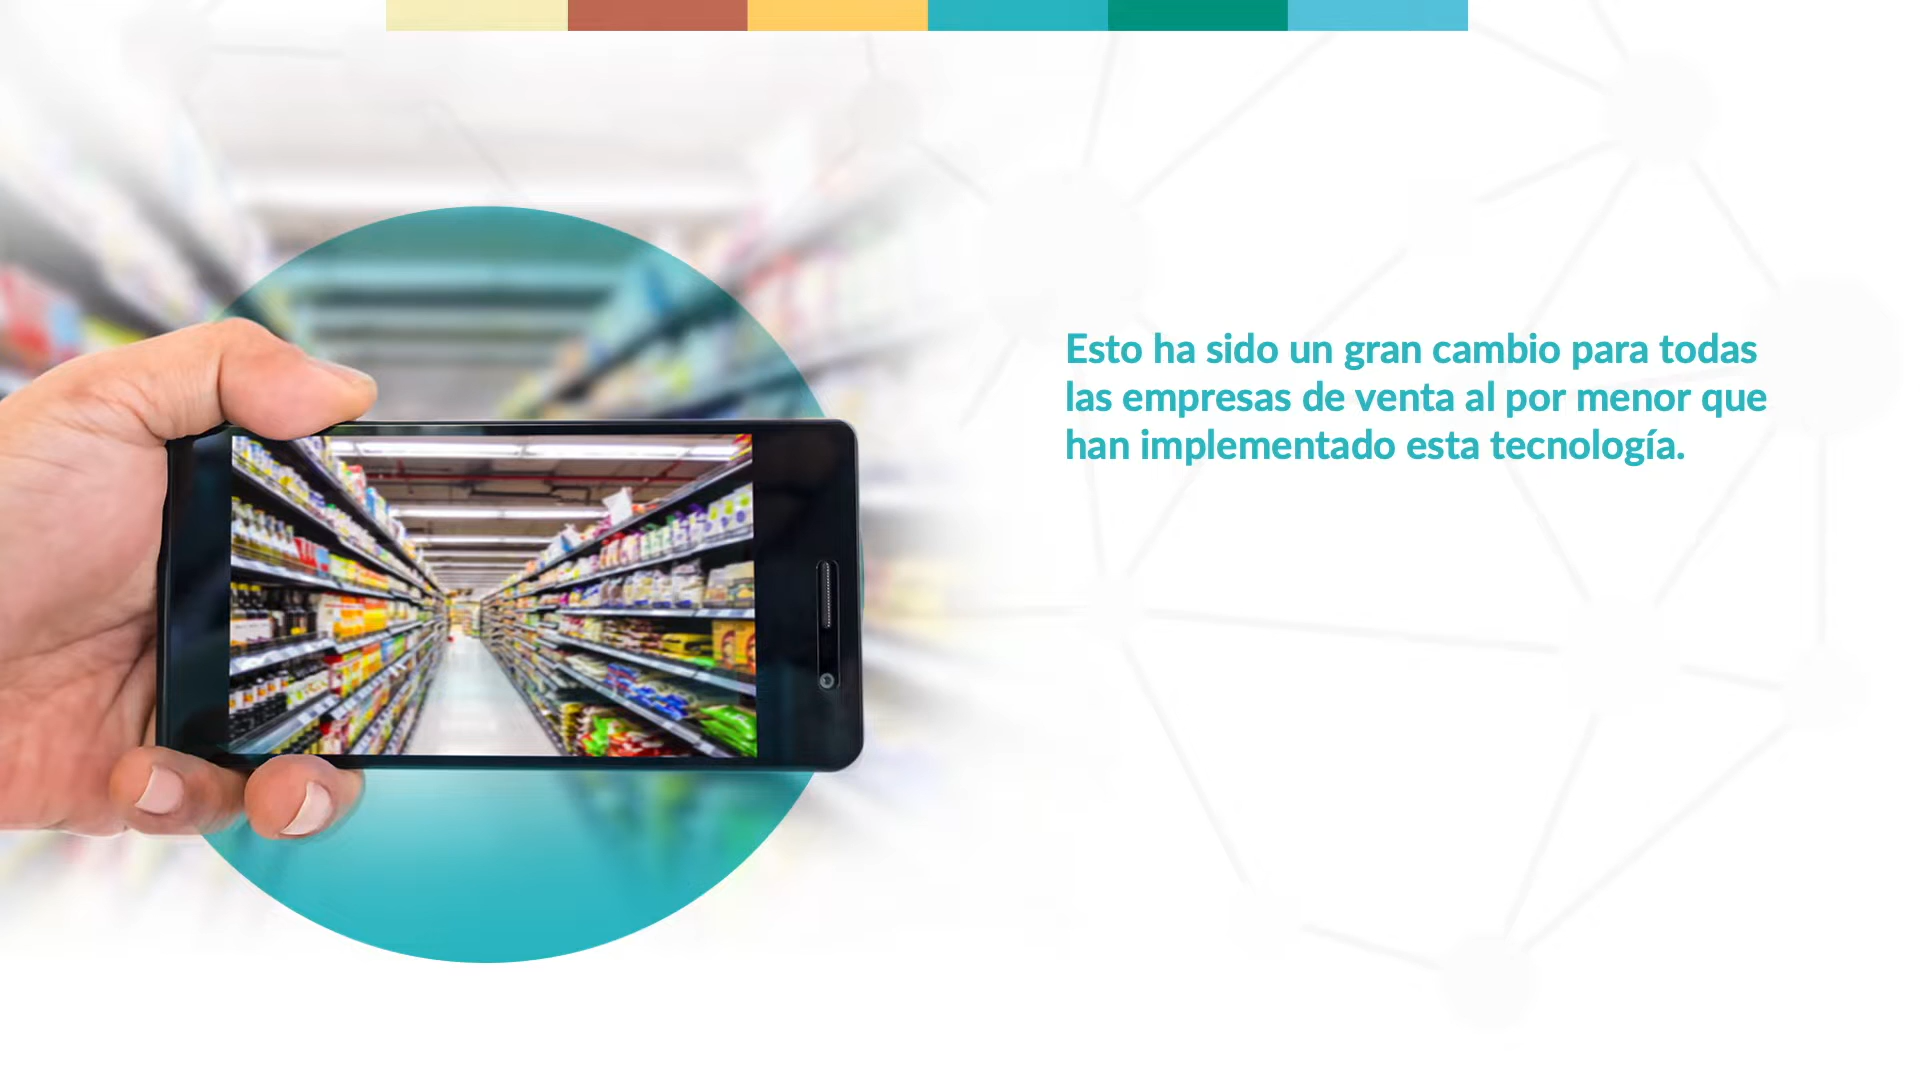 Esto ha sido un gran cambio para todas
las empresas de venta al por menor que
han implementado esta tecnología.